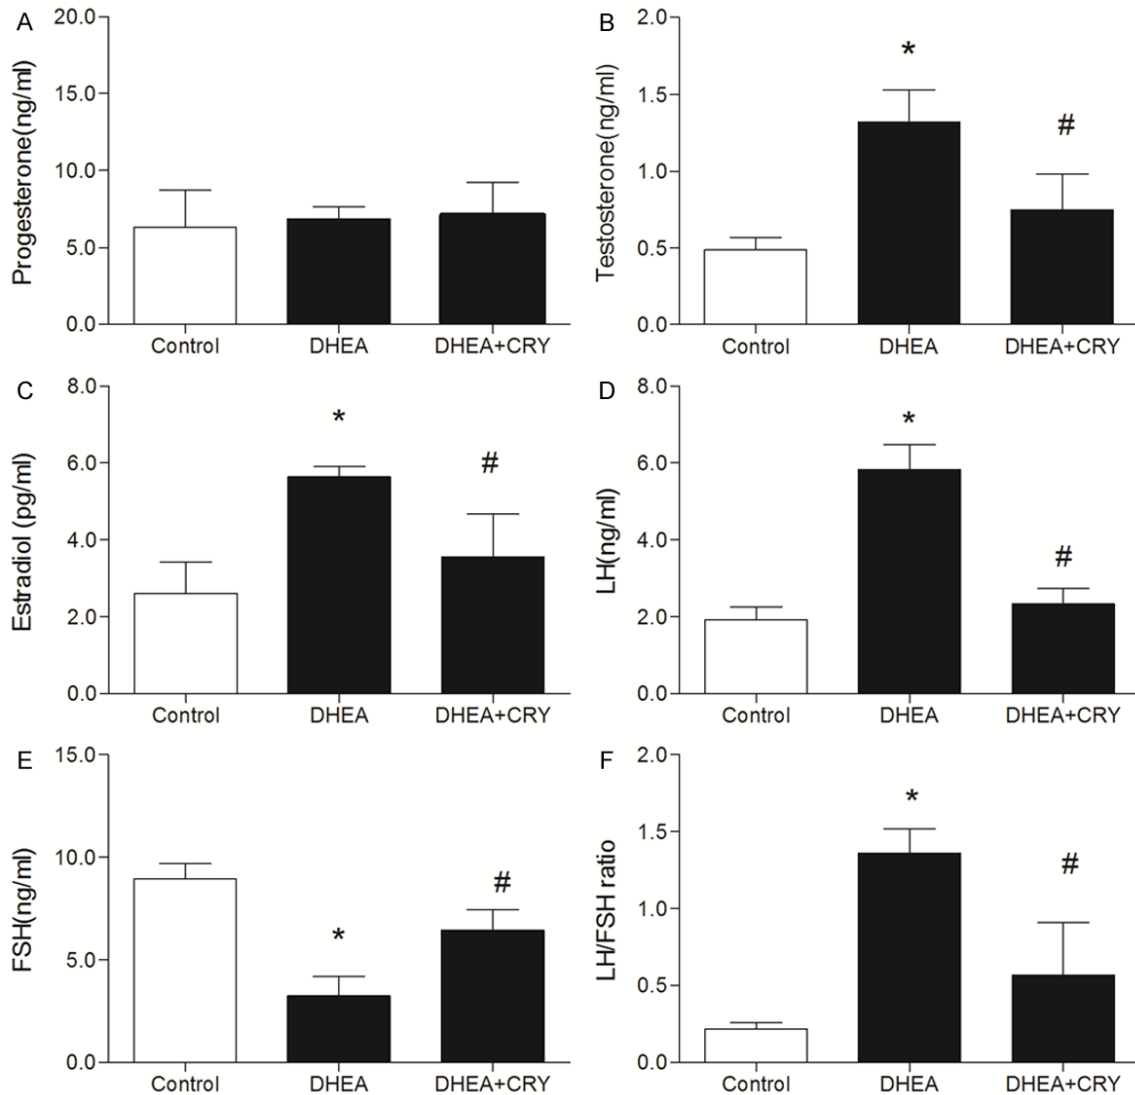 A
Progesterone(ng/ml)
20.0
15.0
10.0
5.0
0.0
Control
DHEA
DHEA+CRY
B
Testosterone(ng/ml)
2.0
1.5
1.0
0.5
0.0
*
#
Control
DHEA
DHEA+CRY
C
Estradiol (pg/ml)
8.0
6.0
4.0
2.0
0.0
*
#
Control
DHEA
DHEA+CRY
D
LH(ng/ml)
8.0
6.0
4.0
2.0
0.0
*
#
Control
DHEA
DHEA+CRY
E
FSH(ng/ml)
15.0
10.0
5.0
0.0
*
#
Control
DHEA
DHEA+CRY
F
LH/FSH ratio
2.0
1.5
1.0
0.5
0.0
*
#
Control
DHEA
DHEA+CRY